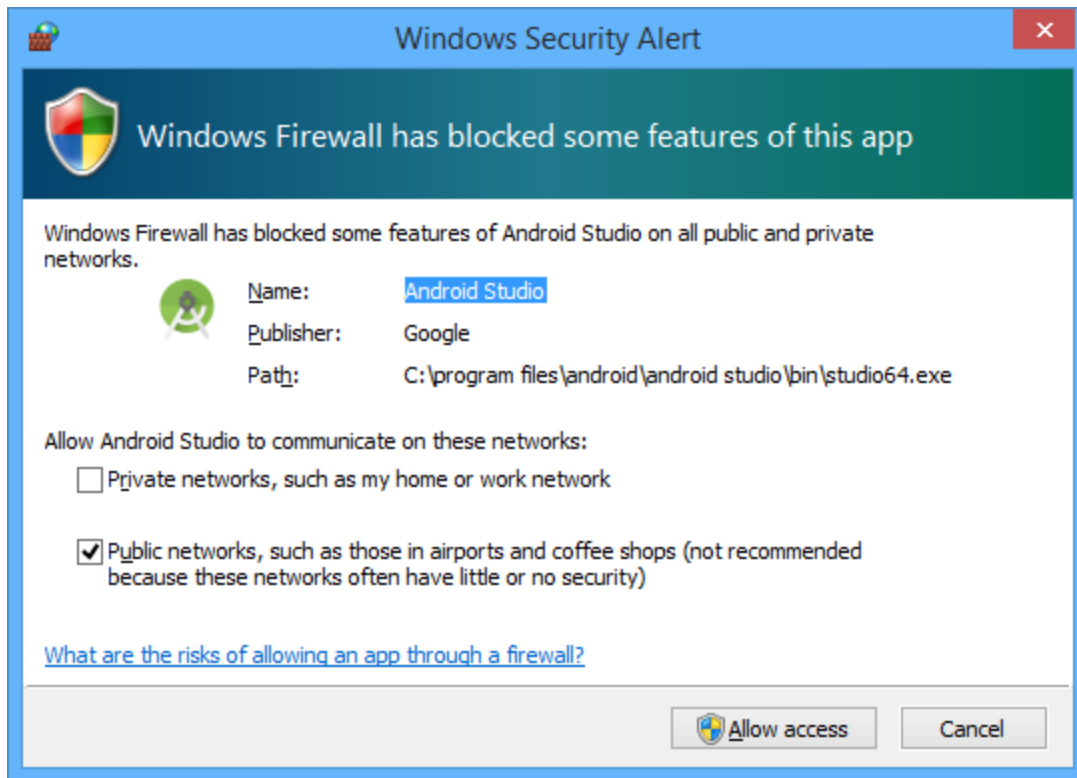 Windows Security Alert
Windows Firewall has blocked some features of this app
Windows Firewall has blocked some features of Android Studio on all public and private
networks.
Name: Android Studio
Publisher: Google
Path: C:\program files\android\android studio\bin\studio64.exe
Allow Android Studio to communicate on these networks:
Private networks, such as my home or work network
Public networks, such as those in airports and coffee shops (not recommended
because these networks often have little or no security)
What are the risks of allowing an app through a firewall?
Allow access Cancel